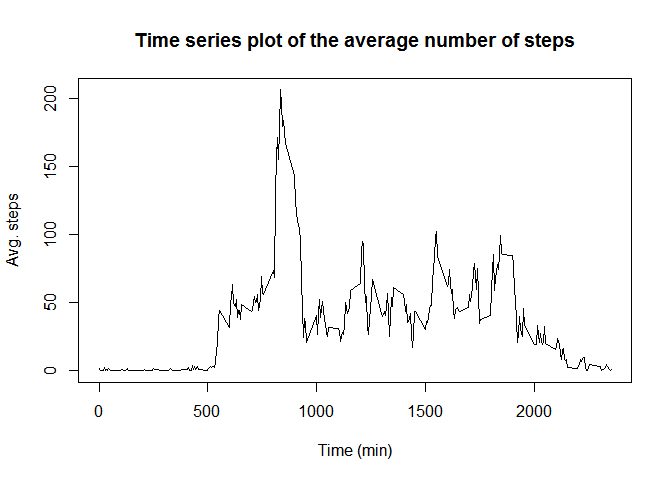 Time series plot of the average number of steps
Avg. steps
200
150
100
50
0
0 500 1000 1500 2000
Time (min)